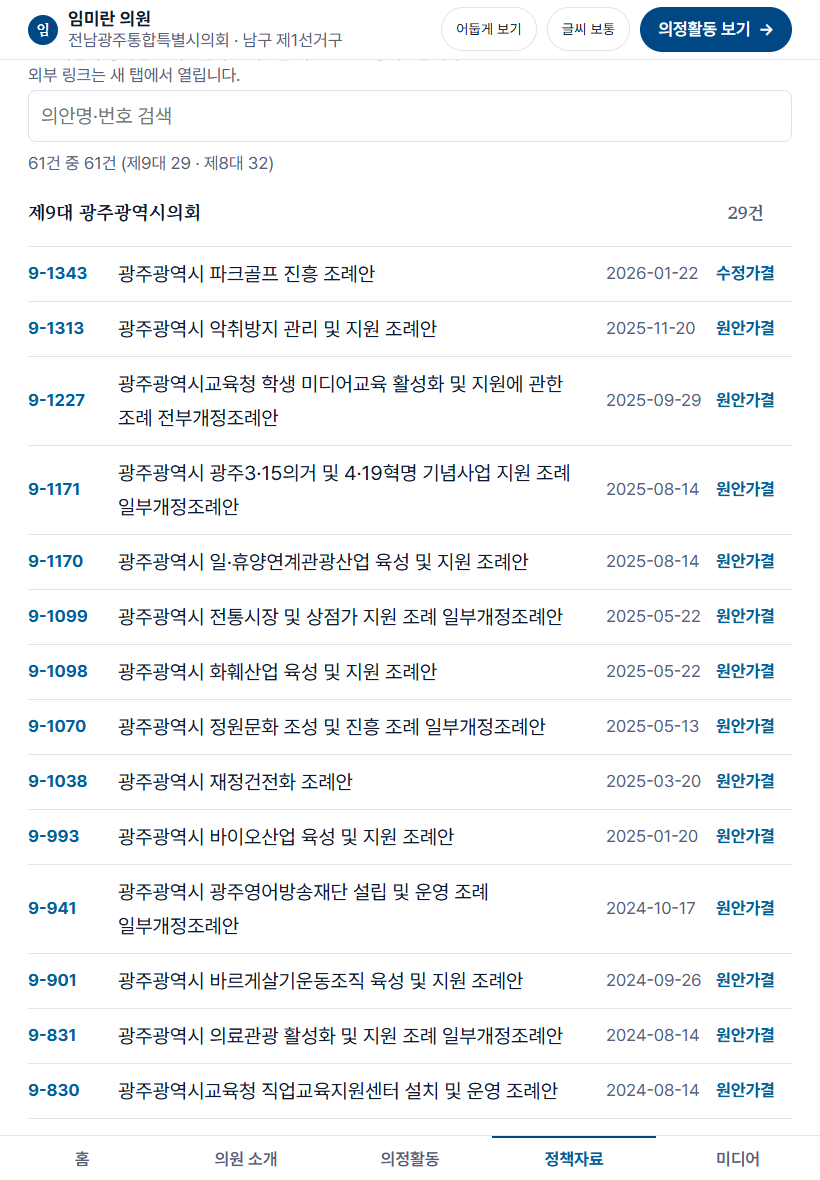 임
임미란 의원
전남광주통합특별시의회 · 남구 제1선거구
어둡게 보기
글씨 보통
의정활동 보기 →
외부 링크는 새 탭에서 열립니다.
의안명·번호 검색
61건 중 61건 (제9대 29 · 제8대 32)
제9대 광주광역시의회 29건
9-1343 광주광역시 파크골프 진흥 조례안 2026-01-22 수정가결
9-1313 광주광역시 악취방지 관리 및 지원 조례안 2025-11-20 원안가결
9-1227 광주광역시교육청 학생 미디어교육 활성화 및 지원에 관한
조례 전부개정조례안 2025-09-29 원안가결
9-1171 광주광역시 광주3·15의거 및 4·19혁명 기념사업 지원 조례
일부개정조례안 2025-08-14 원안가결
9-1170 광주광역시 일·휴양연계관광산업 육성 및 지원 조례안 2025-08-14 원안가결
9-1099 광주광역시 전통시장 및 상점가 지원 조례 일부개정조례안 2025-05-22 원안가결
9-1098 광주광역시 화훼산업 육성 및 지원 조례안 2025-05-22 원안가결
9-1070 광주광역시 정원문화 조성 및 진흥 조례 일부개정조례안 2025-05-13 원안가결
9-1038 광주광역시 재정건전화 조례안 2025-03-20 원안가결
9-993 광주광역시 바이오산업 육성 및 지원 조례안 2025-01-20 원안가결
9-941 광주광역시 광주영어방송재단 설립 및 운영 조례
일부개정조례안 2024-10-17 원안가결
9-901 광주광역시 바르게살기운동조직 육성 및 지원 조례안 2024-09-26 원안가결
9-831 광주광역시 의료관광 활성화 및 지원 조례 일부개정조례안 2024-08-14 원안가결
9-830 광주광역시교육청 직업교육지원센터 설치 및 운영 조례안 2024-08-14 원안가결
홈 의원 소개 의정활동 정책자료 미디어